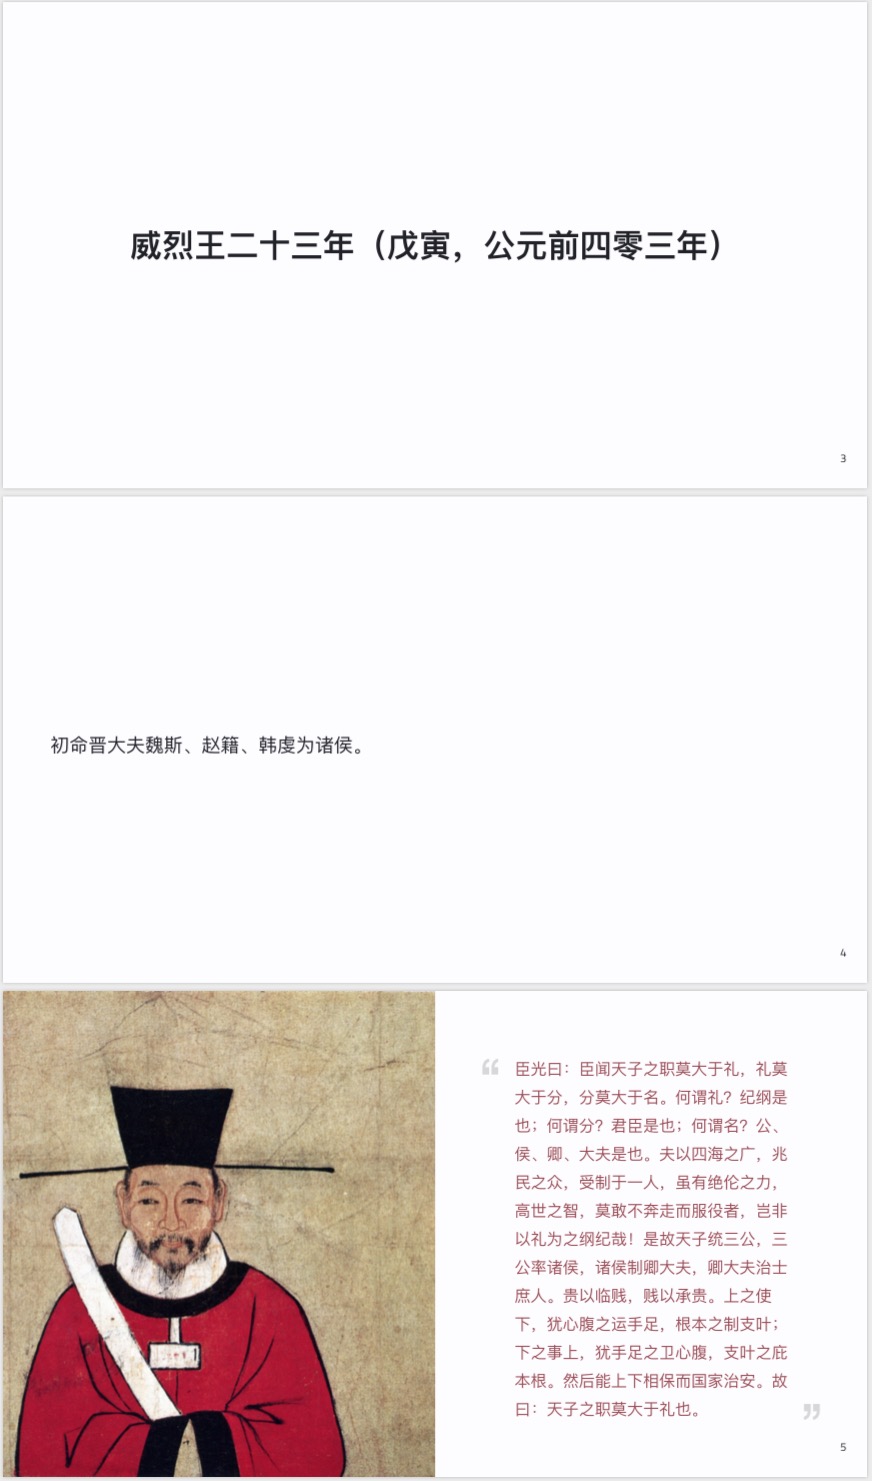 威烈王二十三年（戊寅，公元前四零三年）
3
初命晋大夫魏斯、赵籍、韩虔为诸侯。
4
“
臣光曰：臣闻天子之职莫大于礼，礼莫
大于分，分莫大于名。何谓礼？纪纲是
也；何谓分？君臣是也；何谓名？公、
侯、卿、大夫是也。夫以四海之广，兆
民之众，受制于一人，虽有绝伦之力，
高世之智，莫敢不奔走而服役者，岂非
以礼为之纲纪哉！是故天子统三公，三
公率诸侯，诸侯制卿大夫，卿大夫治士
庶人。贵以临贱，贱以承贵。上之使
下，犹心腹之运手足，根本之制支叶；
下之事上，犹手足之卫心腹，支叶之庇
本根。然后能上下相保而国家治安。故
曰：天子之职莫大于礼也。
”
5